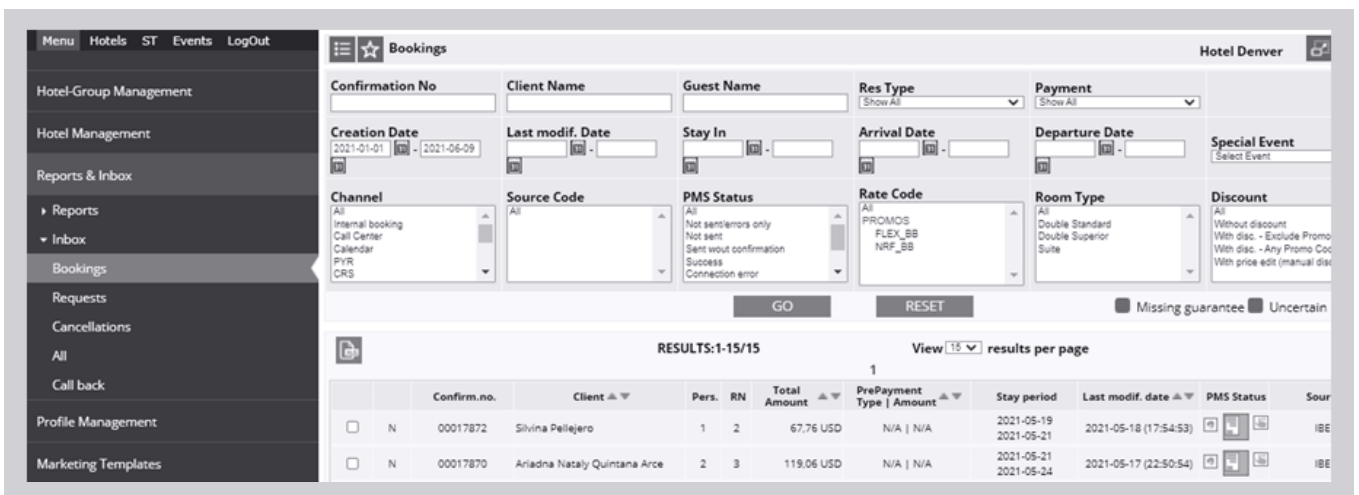 Menu Hotels ST Events LogOut
Hotel-Group Management
Hotel Management
Reports & Inbox
Reports
Inbox
Bookings
Requests
Cancellations
All
Call back
Profile Management
Marketing Templates
Bookings
Hotel Denver
Confirmation No Client Name Guest Name Res Type Payment
Show All Show All
Creation Date Last modif. Date Stay In Arrival Date Departure Date Special Event
2021-01-01 - 2021-06-09 - - - - Select Event
Channel Source Code PMS Status Rate Code Room Type Discount
All
Internal booking
Call Center
Calendar
PYR
CRS
All
All
Not sent/errors only
Not sent
Sent wout confirmation
Success
Connection error
All
PROMOS
FLEX_BB
NRF_BB
All
Double Standard
Double Superior
Suite
All
Without discount
With disc. - Exclude Promo
With disc. - Any Promo Coc
With price edit (manual disc
GO RESET Missing guarantee Uncertain
RESULTS:1-15/15 View 15 results per page
1
Confirm.no. Client Pers. RN Total Amount PrePayment Type | Amount Stay period Last modif. date PMS Status Sour
N 00017872 Silvina Pellejero 1 2 67,76 USD N/A | N/A 2021-05-19 2021-05-21 2021-05-18 (17:54:53) IBE
N 00017870 Ariadna Nataly Quintana Arce 2 3 119,06 USD N/A | N/A 2021-05-21 2021-05-24 2021-05-17 (22:50:54) IBE